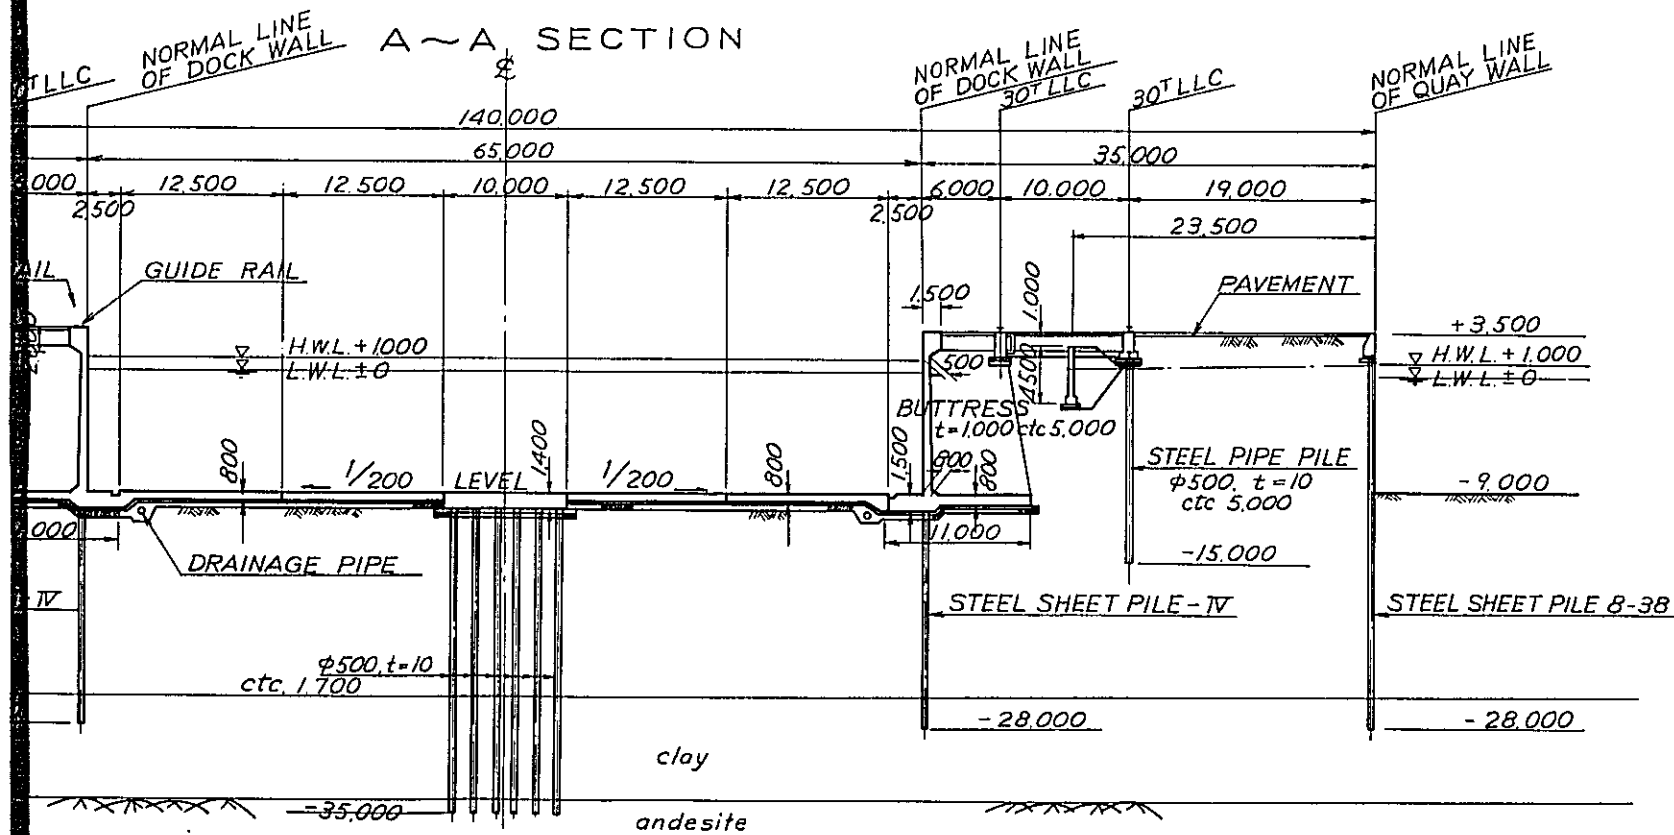 A~A SECTION
℄
TLLC
NORMAL LINE
OF DOCK WALL
NORMAL LINE
OF DOCK WALL
30T LLC
30T LLC
NORMAL LINE
OF QUAY WALL
140,000
65,000
35,000
,000
2,500
12,500
12,500
10,000
12,500
12,500
2,500
6,000
10,000
19,000
23,500
AIL
GUIDE RAIL
1,500
1,000
PAVEMENT
+3,500
H.W.L. +1,000
L.W.L. ±0
H.W.L. +1,000
L.W.L. ±0
500
4500
BUTTRESS
t=1,000 ctc 5,000
800
1/200
LEVEL
1,400
1/200
800
1,500
800
800
STEEL PIPE PILE
φ500, t=10
ctc 5,000
-9,000
,000
11,000
-15,000
DRAINAGE PIPE
IV
STEEL SHEET PILE-IV
STEEL SHEET PILE B-38
φ500, t=10
ctc. 1,700
-28,000
-28,000
clay
-35,000
andesite